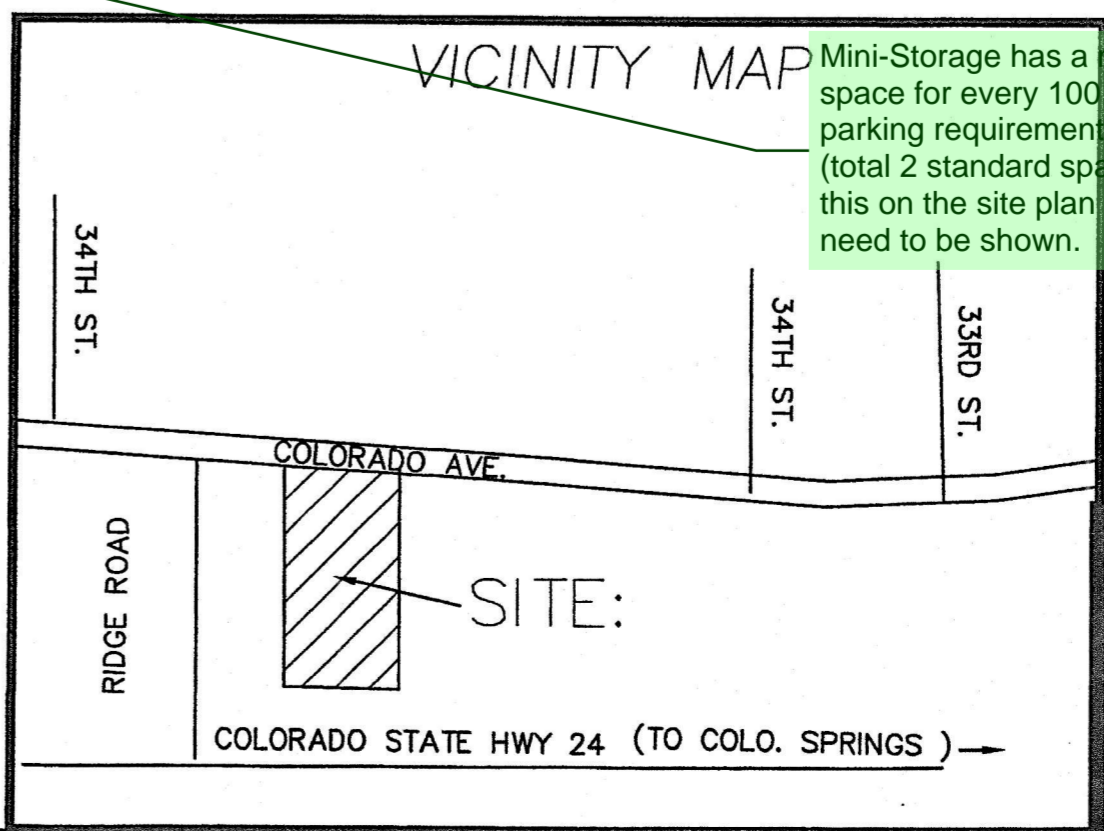 VICINITY MAP
Mini-Storage has a
space for every 100
parking requirement
(total 2 standard
this on the site plan
need to be shown.
34TH ST.
34TH ST.
33RD ST.
COLORADO AVE.
RIDGE ROAD
SITE:
COLORADO STATE HWY 24 (TO COLO. SPRINGS )